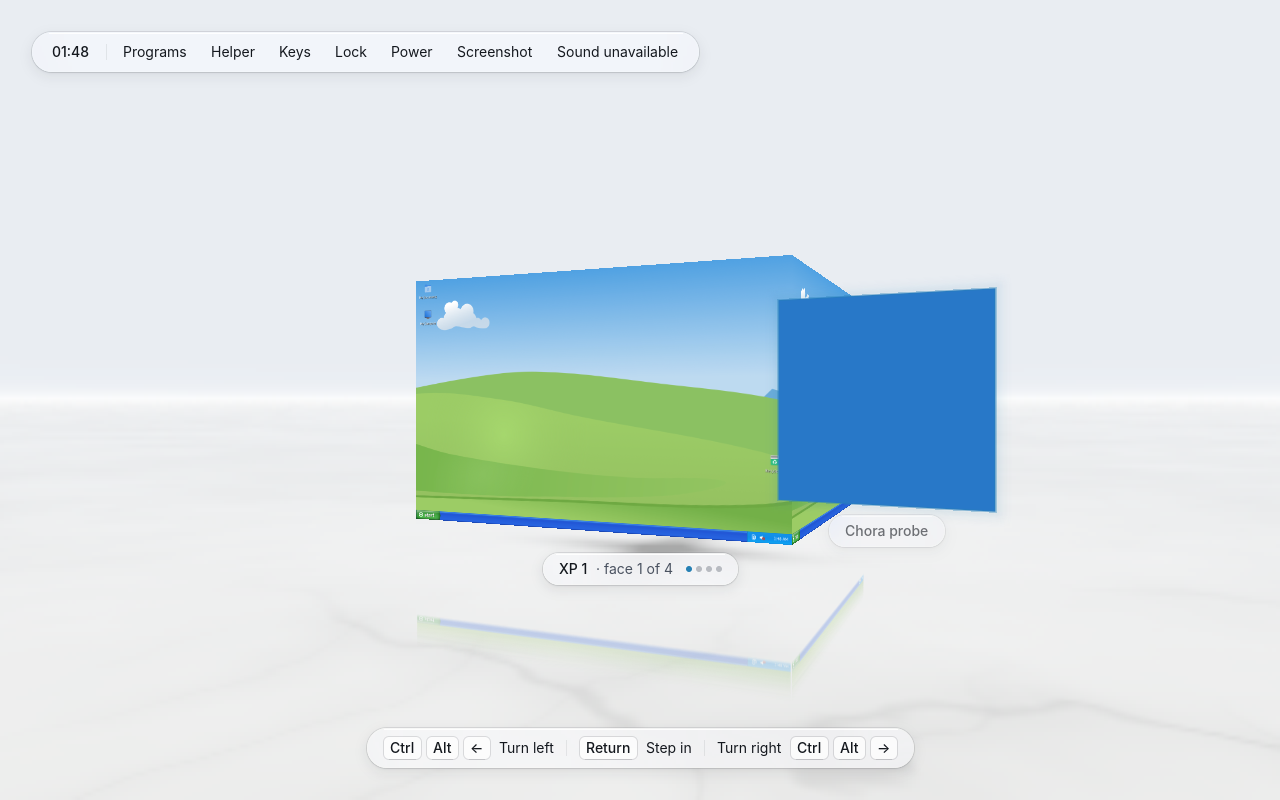 01:48 Programs Helper Keys Lock Power Screenshot Sound unavailable
start
Chora probe
XP 1 · face 1 of 4
Ctrl Alt ← Turn left Return Step in Turn right Ctrl Alt →